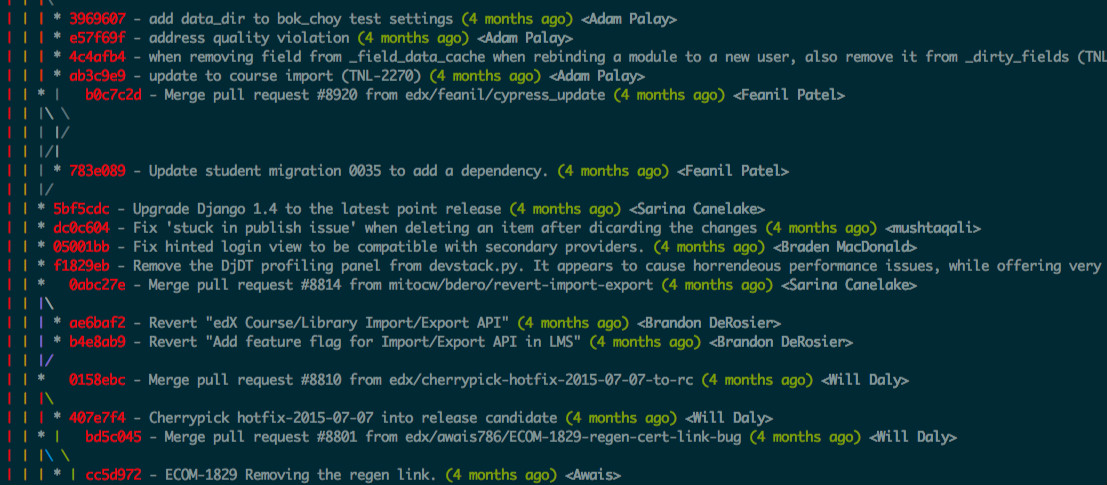 | | | * 3969607 - add data_dir to bok_choy test settings (4 months ago) <Adam Palay>
| | | * e57f69f - address quality violation (4 months ago) <Adam Palay>
| | | * 4c4afb4 - when removing field from _field_data_cache when rebinding a module to a new user, also remove it from _dirty_fields (TNL
| | | * ab3c9e9 - update to course import (TNL-2270) (4 months ago) <Adam Palay>
| | * |   b0c7c2d - Merge pull request #8920 from edx/feanil/cypress_update (4 months ago) <Feanil Patel>
| | |\ \
| | | |/
| | |/|
| | | * 783e089 - Update student migration 0035 to add a dependency. (4 months ago) <Feanil Patel>
| | |/
| | * 5bf5cdc - Upgrade Django 1.4 to the latest point release (4 months ago) <Sarina Canelake>
| | * dc0c604 - Fix 'stuck in publish issue' when deleting an item after dicarding the changes (4 months ago) <mushtaqali>
| | * 05001bb - Fix hinted login view to be compatible with secondary providers. (4 months ago) <Braden MacDonald>
| | * f1829eb - Remove the DjDT profiling panel from devstack.py. It appears to cause horrendous performance issues, while offering very
| | *   0abc27e - Merge pull request #8814 from mitocw/bdero/revert-import-export (4 months ago) <Sarina Canelake>
| | |\
| | | * ae6baf2 - Revert "edX Course/Library Import/Export API" (4 months ago) <Brandon DeRosier>
| | | * b4e8ab9 - Revert "Add feature flag for Import/Export API in LMS" (4 months ago) <Brandon DeRosier>
| | |/
| | *   0158ebc - Merge pull request #8810 from edx/cherrypick-hotfix-2015-07-07-to-rc (4 months ago) <Will Daly>
| | |\
| | | * 407e7f4 - Cherrypick hotfix-2015-07-07 into release candidate (4 months ago) <Will Daly>
| | * |   bd5c045 - Merge pull request #8801 from edx/awais786/ECOM-1829-regen-cert-link-bug (4 months ago) <Will Daly>
| | |\ \
| | | * | cc5d972 - ECOM-1829 Removing the regen link. (4 months ago) <Awais>